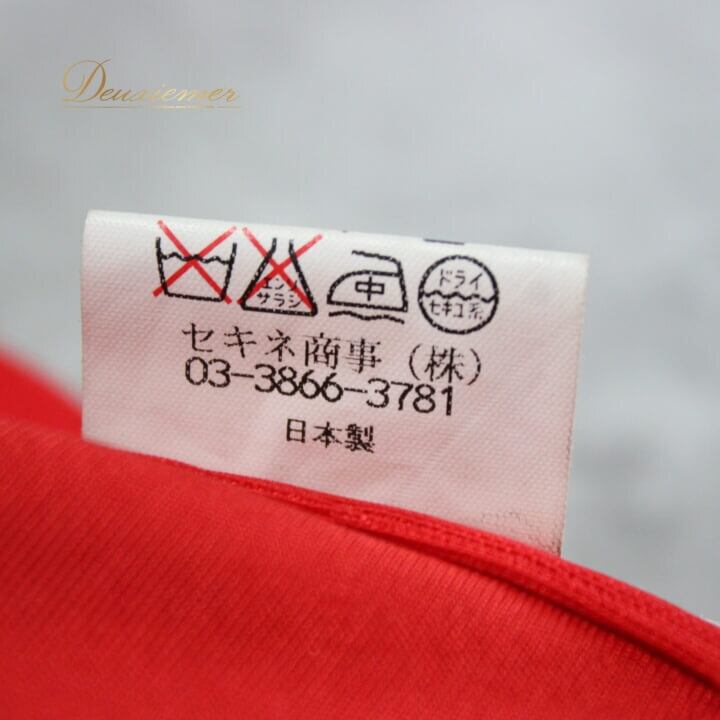 Deuxiemer
エンソ
サラシ
中
ドライ
セキユ系
セキネ商事(株)
03-3866-3781
日本製